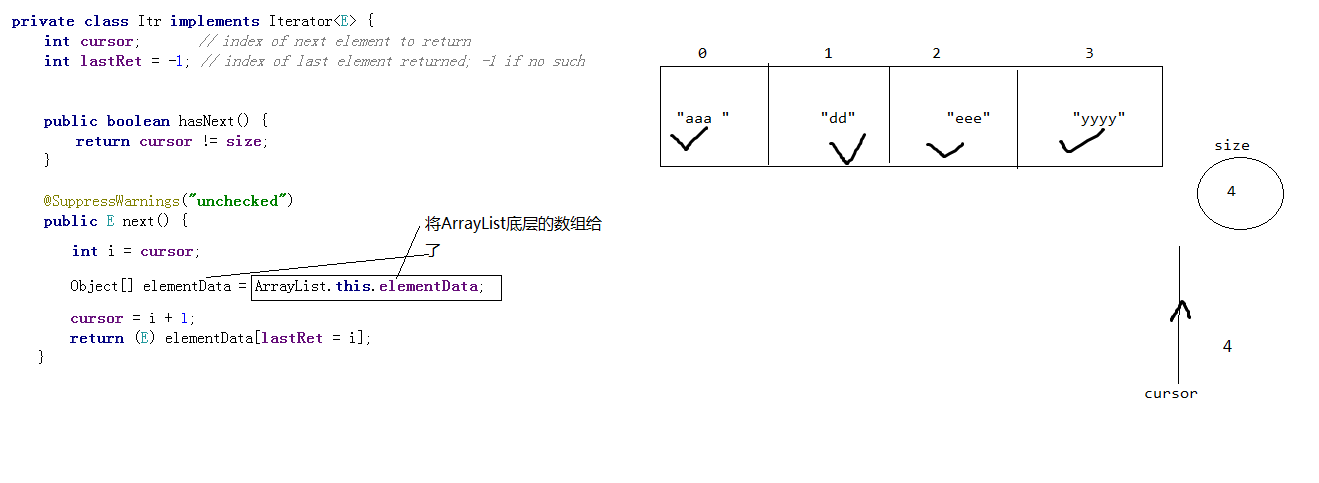 private class Itr implements Iterator<E> {
int cursor;       // index of next element to return
int lastRet = -1; // index of last element returned; -1 if no such
public boolean hasNext() {
return cursor != size;
}
@SuppressWarnings("unchecked")
public E next() {
int i = cursor;
Object[] elementData = ArrayList.this.elementData;
cursor = i + 1;
return (E) elementData[lastRet = i];
}
将ArrayList底层的数组给
了
0 1 2 3
"aaa " "dd" "eee" "yyyy"
size
4
4
cursor